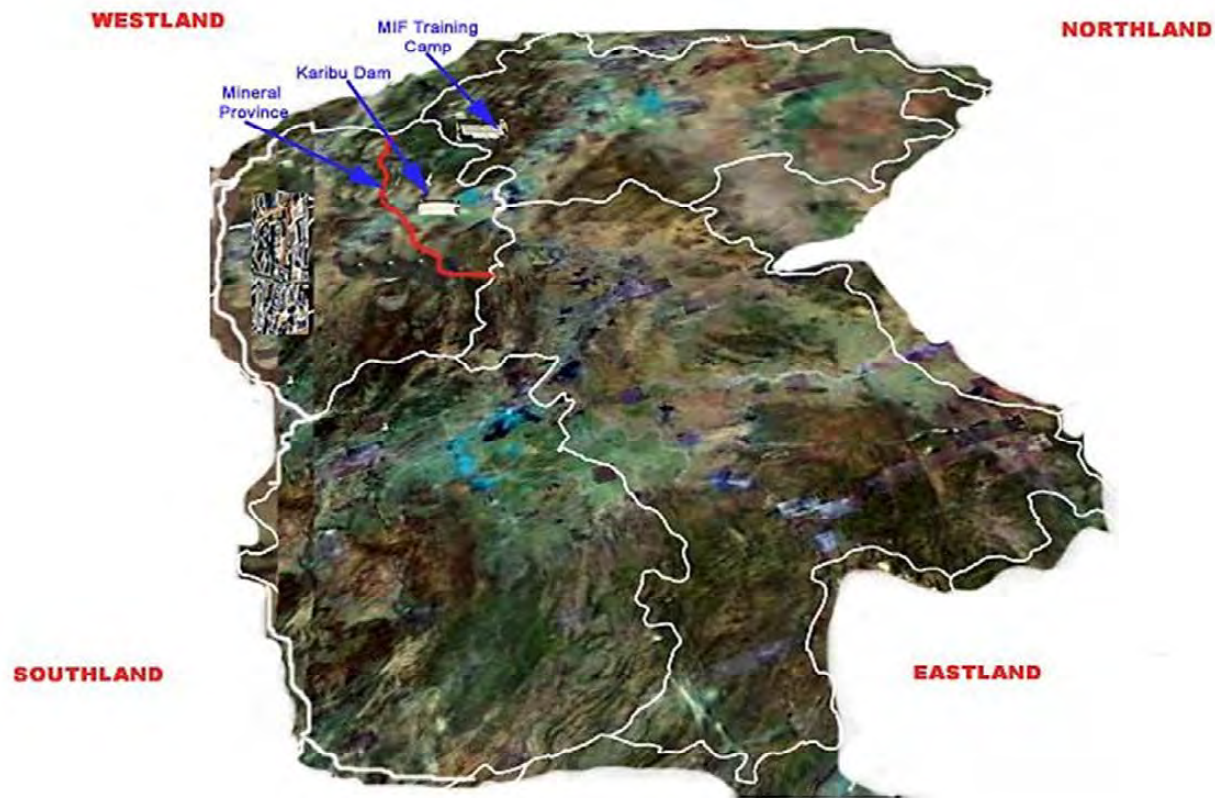 WESTLAND
MIF Training
Camp
NORTHLAND
Karibu Dam
Mineral
Province
SOUTHLAND
EASTLAND